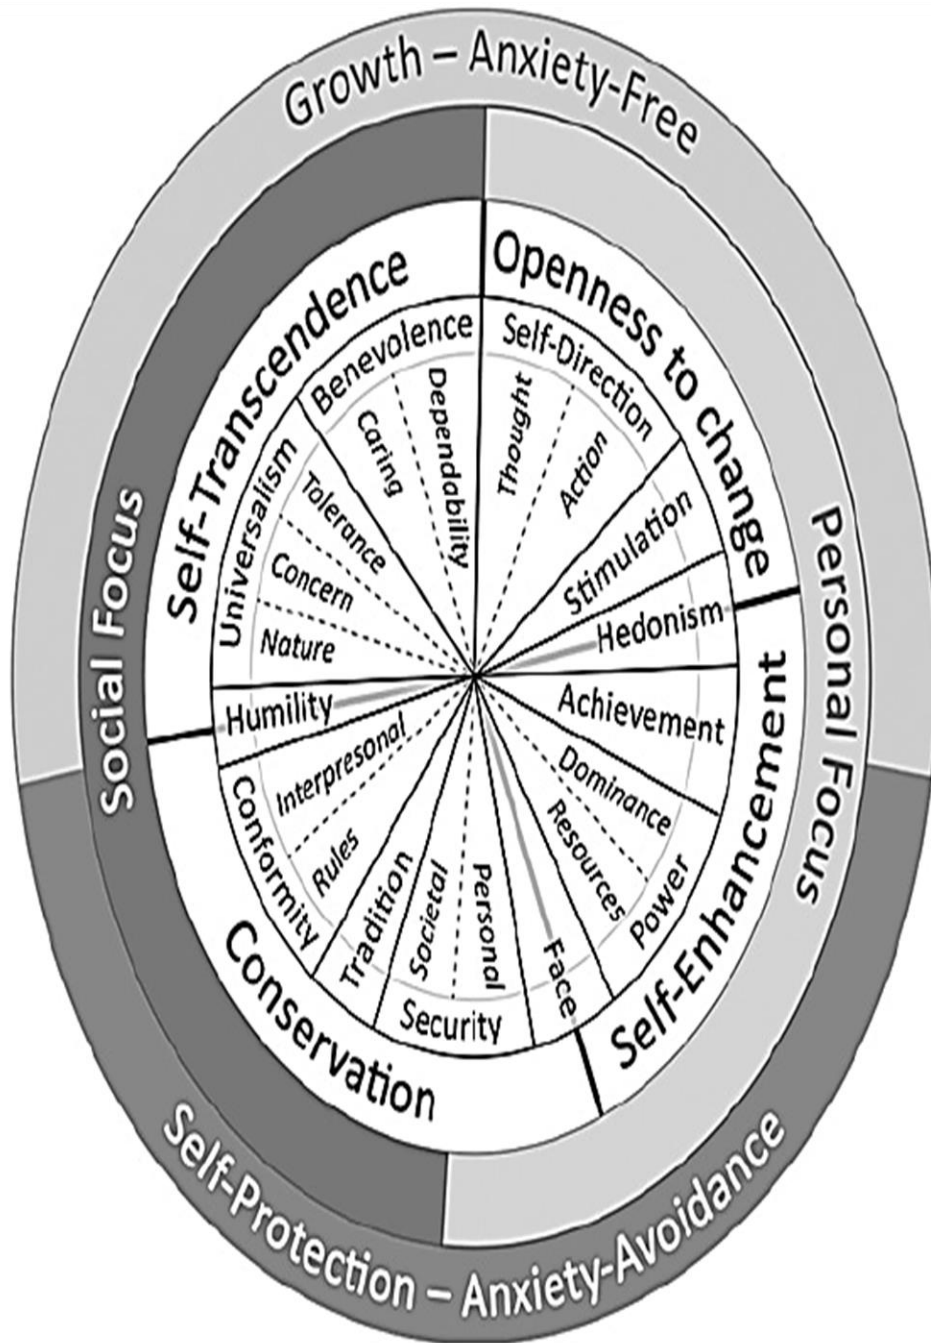 Growth – Anxiety-Free
Social Focus
Personal Focus
Self-Transcendence
Openness to change
Benevolence
Self-Direction
Caring
Dependability
Thought
Action
Universalism
Tolerance
Concern
Nature
Stimulation
Hedonism
Humility
Achievement
Interpresonal
Rules
Conformity
Dominance
Resources
Power
Tradition
Societal
Personal
Security
Face
Conservation
Self-Enhancement
Self-Protection – Anxiety-Avoidance